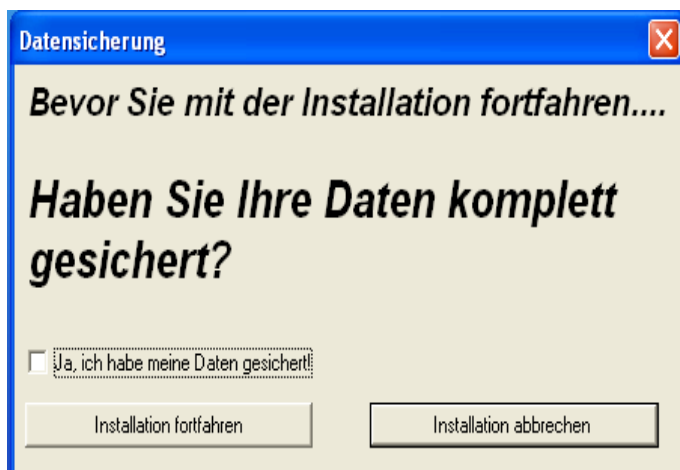 Datensicherung
Bevor Sie mit der Installation fortfahren....
Haben Sie Ihre Daten komplett
gesichert?
Ja, ich habe meine Daten gesichert!
Installation fortfahren
Installation abbrechen